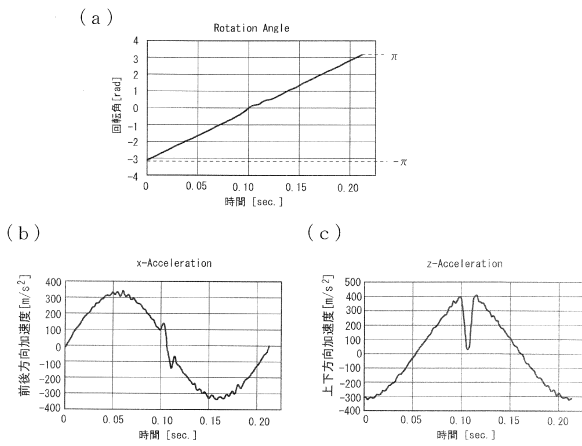 (a)
Rotation Angle
4
3
2
1
0
-1
-2
-3
-4
回転角[rad]
π
-π
0 0.05 0.10 0.15 0.20
時間 [sec.]
(b)
x-Acceleration
400
300
200
100
0
-100
-200
-300
-400
前後方向加速度[m/s²]
0 0.05 0.10 0.15 0.20
時間 [sec.]
(c)
z-Acceleration
500
400
300
200
100
0
-100
-200
-300
-400
上下方向加速度[m/s²]
0 0.05 0.10 0.15 0.20
時間 [sec.]